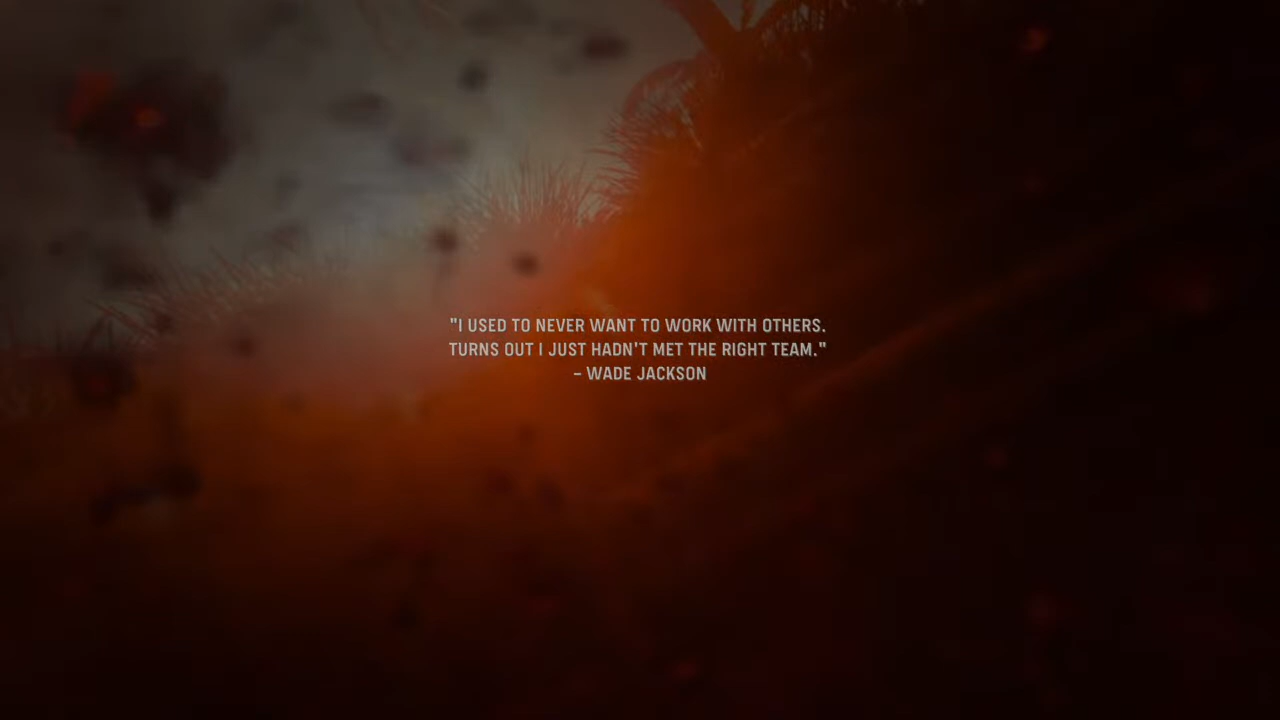 "I USED TO NEVER WANT TO WORK WITH OTHERS.
TURNS OUT I JUST HADN'T MET THE RIGHT TEAM."
- WADE JACKSON